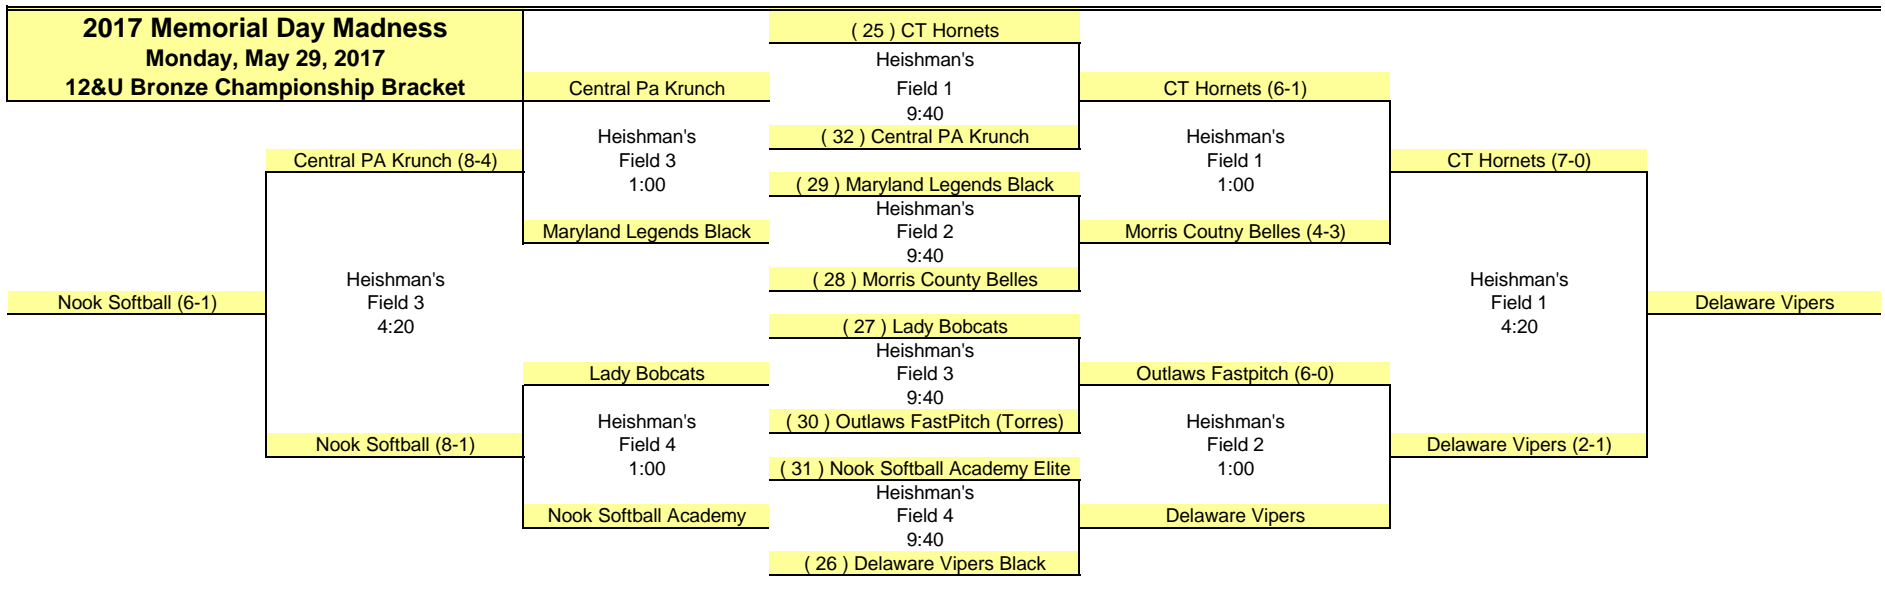 2017 Memorial Day Madness
Monday, May 29, 2017
12&U Bronze Championship Bracket
( 25 ) CT Hornets
Heishman's
Field 1
9:40
( 32 ) Central PA Krunch
Central Pa Krunch
CT Hornets (6-1)
Heishman's
Field 3
1:00
Heishman's
Field 1
1:00
Central PA Krunch (8-4)
CT Hornets (7-0)
( 29 ) Maryland Legends Black
Heishman's
Field 2
9:40
( 28 ) Morris County Belles
Maryland Legends Black
Morris Coutny Belles (4-3)
Heishman's
Field 3
4:20
Heishman's
Field 1
4:20
Nook Softball (6-1)
Delaware Vipers
( 27 ) Lady Bobcats
Heishman's
Field 3
9:40
( 30 ) Outlaws FastPitch (Torres)
Lady Bobcats
Outlaws Fastpitch (6-0)
Heishman's
Field 4
1:00
Heishman's
Field 2
1:00
Nook Softball (8-1)
Delaware Vipers (2-1)
( 31 ) Nook Softball Academy Elite
Heishman's
Field 4
9:40
( 26 ) Delaware Vipers Black
Nook Softball Academy
Delaware Vipers